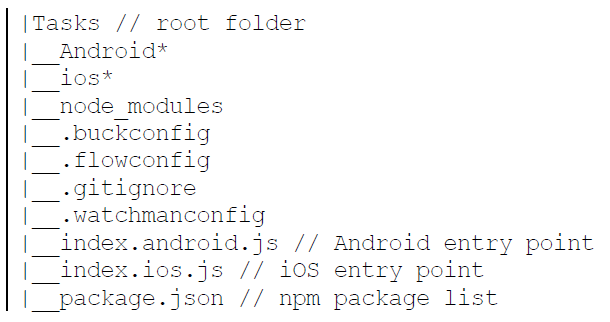 |Tasks // root folder
|__Android*
|__ios*
|__node_modules
|__.buckconfig
|__.flowconfig
|__.gitignore
|__.watchmanconfig
|__index.android.js // Android entry point
|__index.ios.js // iOS entry point
|__package.json // npm package list